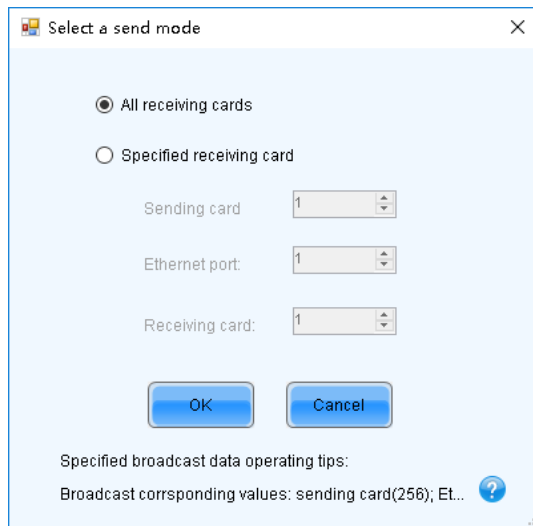 Select a send mode
All receiving cards
Specified receiving card
Sending card 1
Ethernet port: 1
Receiving card: 1
OK Cancel
Specified broadcast data operating tips:
Broadcast corrsponding values: sending card(256); Et... ?